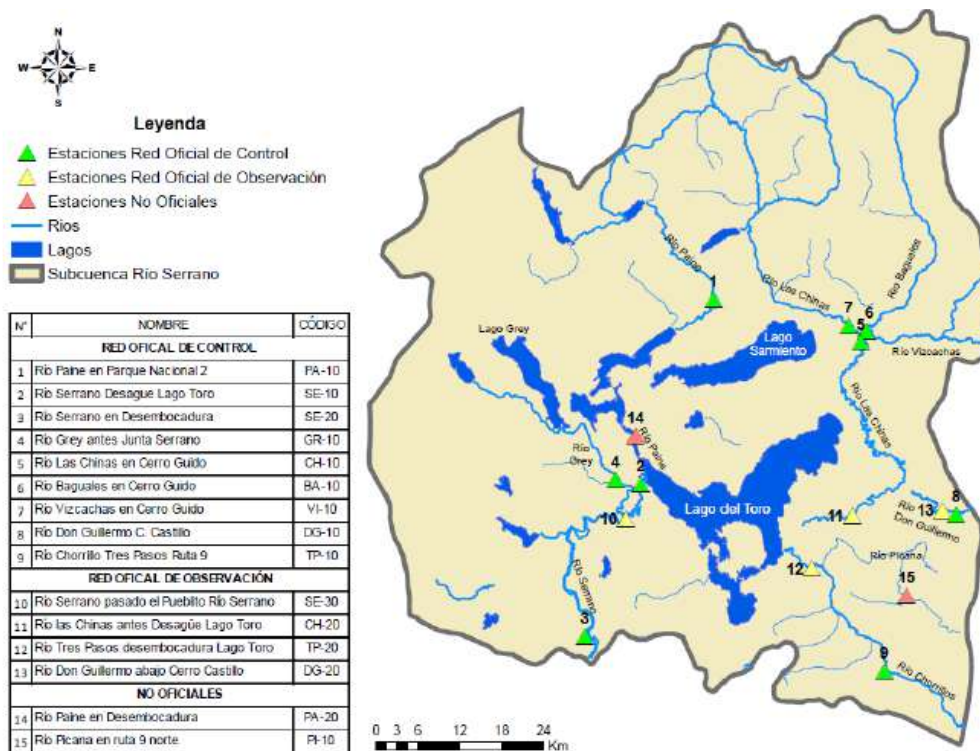 N
W E
S
Leyenda
Estaciones Red Oficial de Control
Estaciones Red Oficial de Observación
Estaciones No Oficiales
Ríos
Lagos
Subcuenca Río Serrano
N° NOMBRE CÓDIGO
RED OFICAL DE CONTROL
1 Río Paine en Parque Nacional 2 PA-10
2 Río Serrano Desague Lago Toro SE-10
3 Río Serrano en Desembocadura SE-20
4 Río Grey antes Junta Serrano GR-10
5 Río Las Chinas en Cerro Guido CH-10
6 Río Baguales en Cerro Guido BA-10
7 Río Vizcachas en Cerro Guido VI-10
8 Río Don Guillermo C. Castillo DG-10
9 Río Chorrillo Tres Pasos Ruta 9 TP-10
RED OFICAL DE OBSERVACIÓN
10 Río Serrano pasado el Pueblito Río Serrano SE-30
11 Río las Chinas antes Desagüe Lago Toro CH-20
12 Río Tres Pasos desembocadura Lago Toro TP-20
13 Río Don Guillermo abajo Cerro Castillo DG-20
NO OFICIALES
14 Río Paine en Desembocadura PA-20
15 Río Picana en ruta 9 norte PI-10
Río Paine
1
Río Las Chinas
Río Baguales
7
6
5
Río Vizcachas
Lago Grey
Lago
Sarmiento
Río Las Chinas
14
Río Paine
Río
Grey
4
2
Lago del Toro
10
11
Río
Don Guillermo
13
8
12
Río Picana
15
Río Serrano
3
9
Río Chorrillos
0 3 6 12 18 24
Km